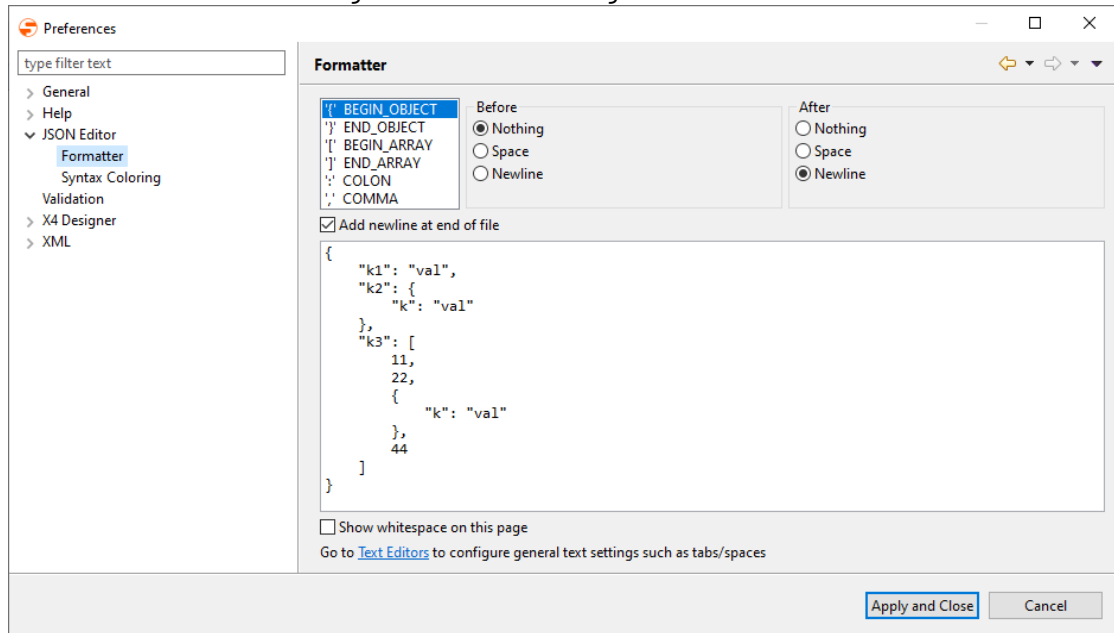 Preferences
type filter text
General
Help
JSON Editor
Formatter
Syntax Coloring
Validation
X4 Designer
XML
Formatter
'{' BEGIN_OBJECT
'}' END_OBJECT
'[' BEGIN_ARRAY
']' END_ARRAY
':' COLON
',' COMMA
Before
Nothing
Space
Newline
After
Nothing
Space
Newline
Add newline at end of file
{
    "k1": "val",
    "k2": {
        "k": "val"
    },
    "k3": [
        11,
        22,
        {
            "k": "val"
        },
        44
    ]
}
Show whitespace on this page
Go to Text Editors to configure general text settings such as tabs/spaces
Apply and Close
Cancel